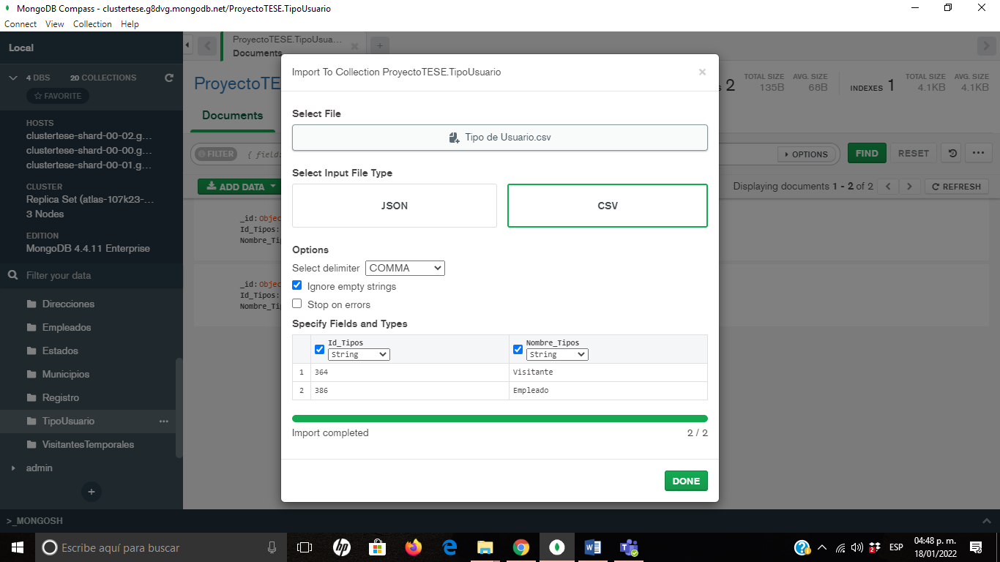 MongoDB Compass - clustertese.g8dvg.mongodb.net/ProyectoTESE.TipoUsuario
Connect View Collection Help
Local
4 DBS 20 COLLECTIONS
FAVORITE
HOSTS
clustertese-shard-00-02.g...
clustertese-shard-00-00.g...
clustertese-shard-00-01.g...
CLUSTER
Replica Set (atlas-107k23-...
3 Nodes
EDITION
MongoDB 4.4.11 Enterprise
Filter your data
Direcciones
Empleados
Estados
Municipios
Registro
TipoUsuario ...
VisitantesTemporales
admin
+
>_MONGOSH
ProyectoTESE.TipoUsua...
Documents
ProyectoTE
2
TOTAL SIZE AVG. SIZE
135B 68B
INDEXES 1
TOTAL SIZE AVG. SIZE
4.1KB 4.1KB
Documents
FILTER { field:
OPTIONS
FIND
RESET
...
ADD DATA
Displaying documents 1 - 2 of 2
REFRESH
_id: Objec
Id_Tipos:
Nombre_Tip
_id: Objec
Id_Tipos:
Nombre_Tip
Import To Collection ProyectoTESE.TipoUsuario
Select File
Tipo de Usuario.csv
Select Input File Type
JSON CSV
Options
Select delimiter COMMA
Ignore empty strings
Stop on errors
Specify Fields and Types
Id_Tipos Nombre_Tipos
String String
1 364 Visitante
2 386 Empleado
Import completed 2 / 2
DONE
Escribe aquí para buscar
ESP
04:48 p. m.
18/01/2022